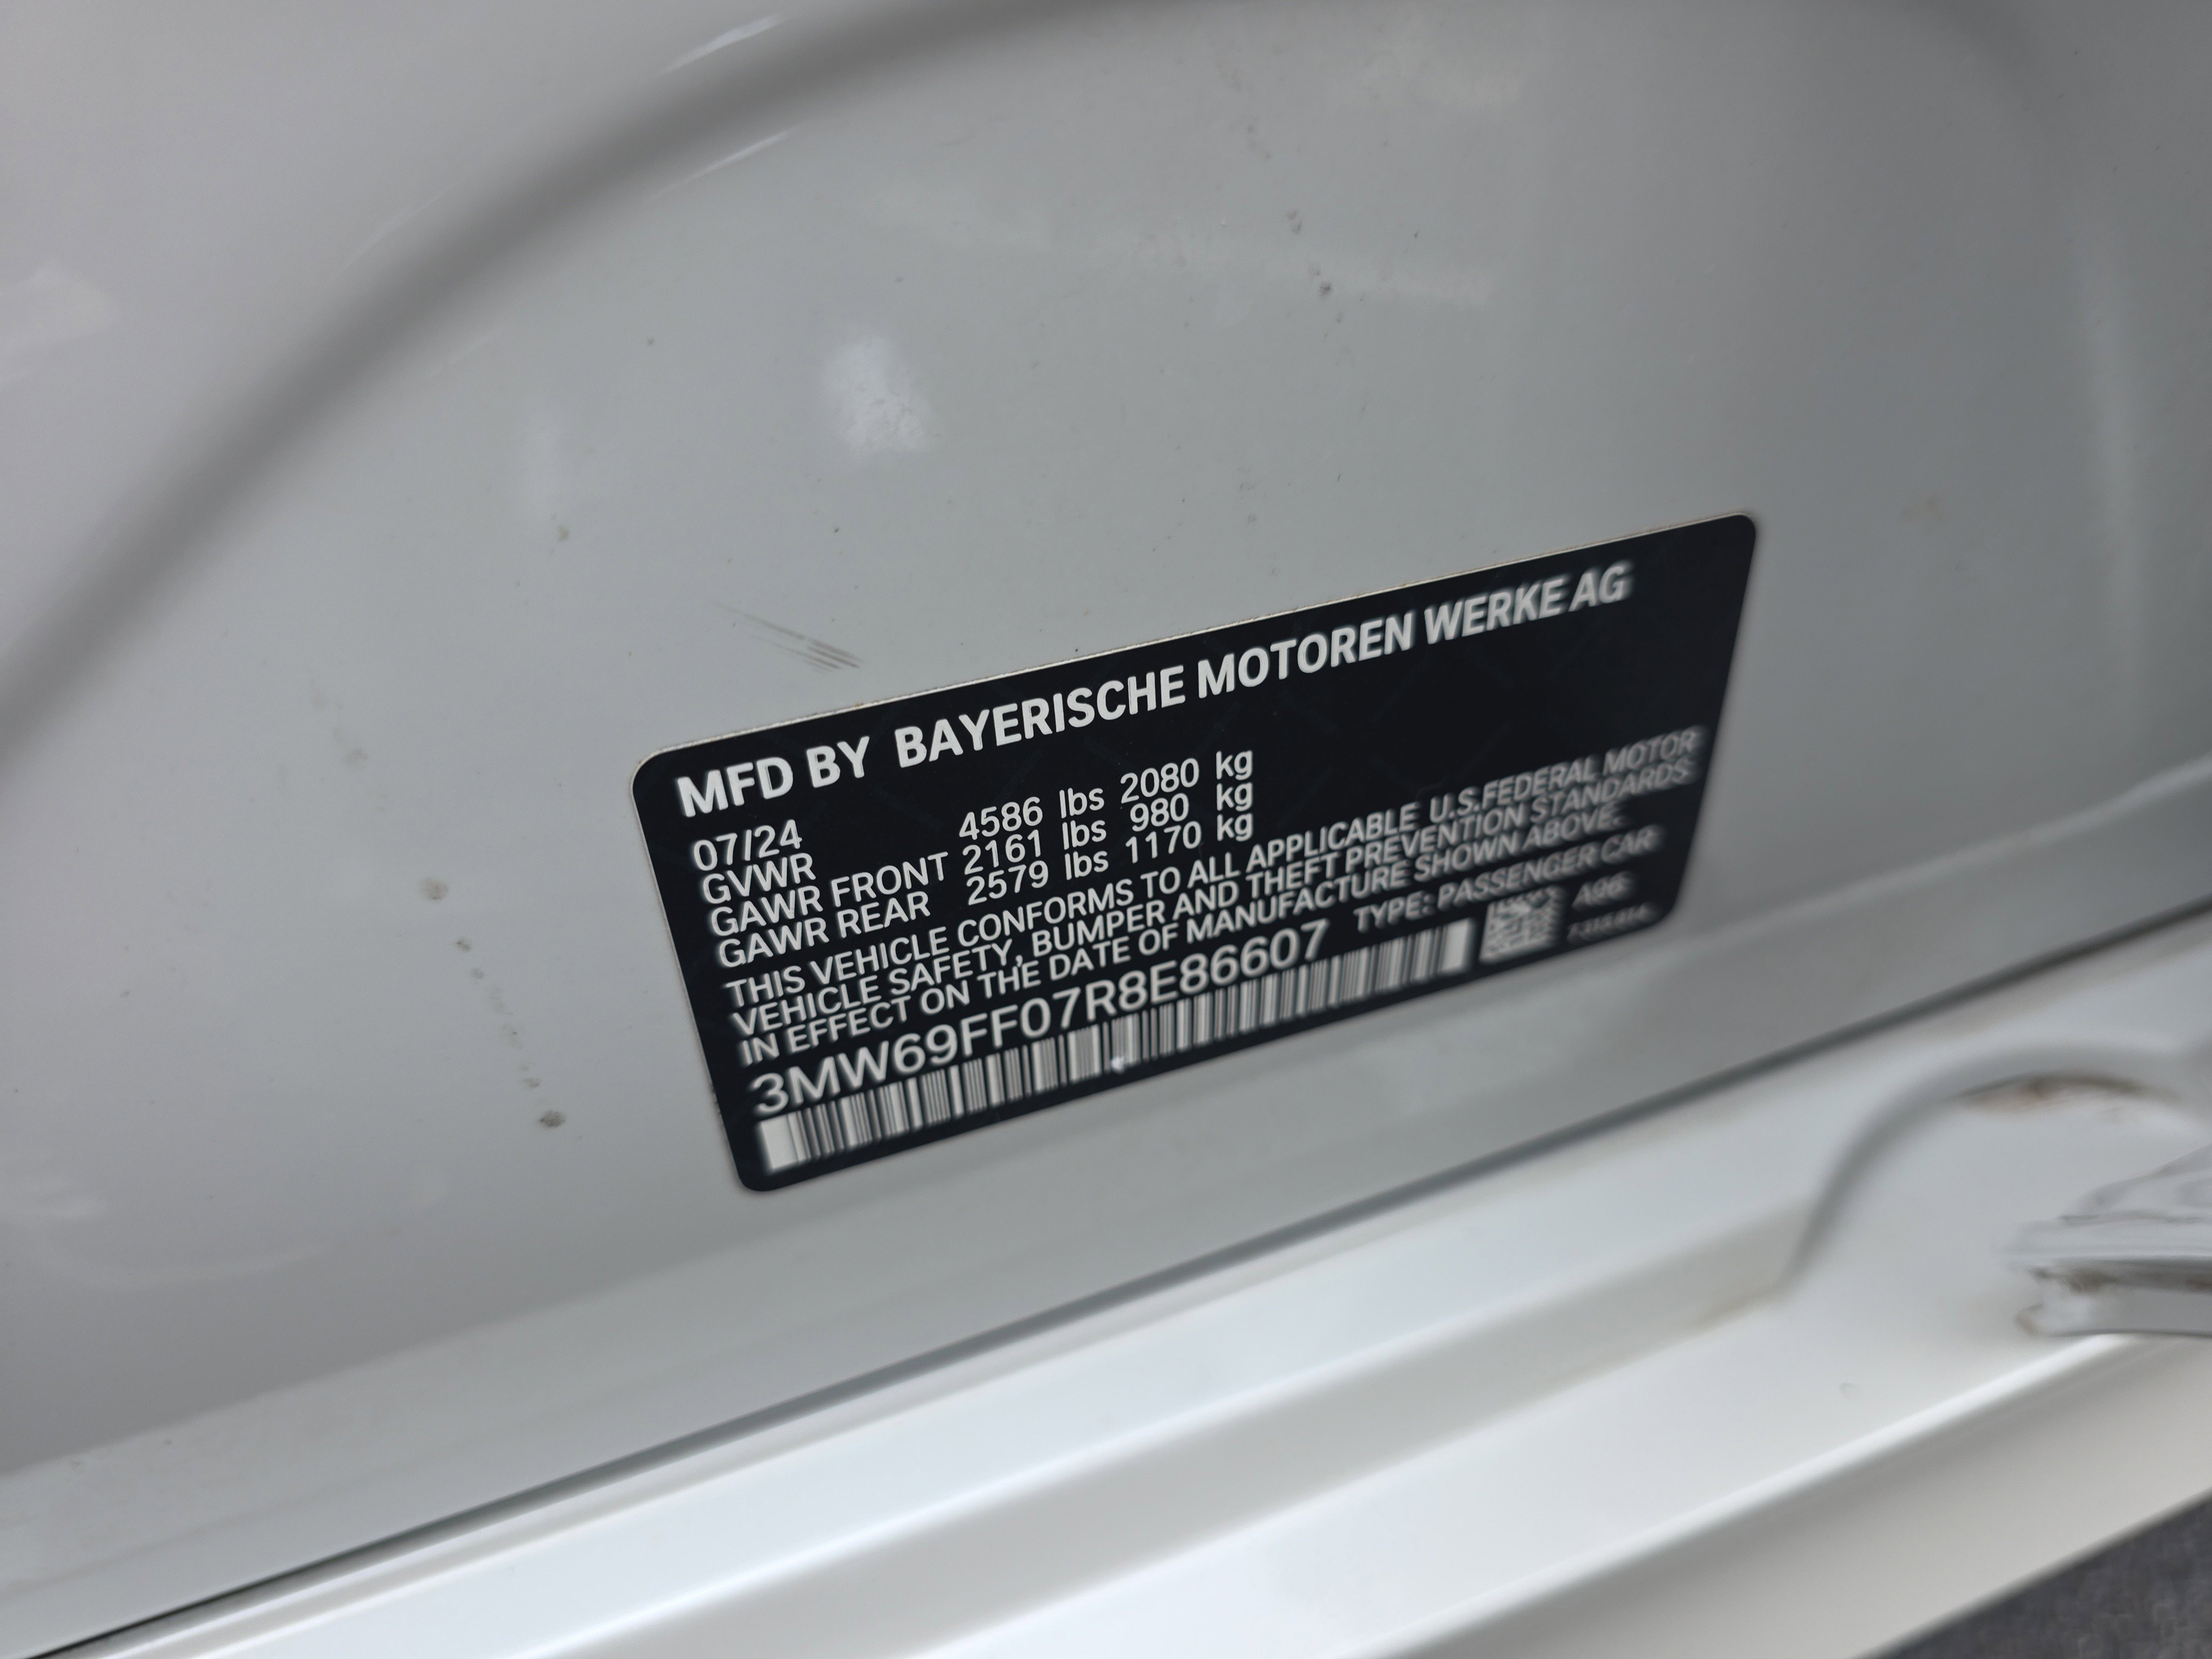 MFD BY BAYERISCHE MOTOREN WERKE AG
07/24
GVWR 4586 lbs 2080 kg
GAWR FRONT 2161 lbs 980 kg
GAWR REAR 2579 lbs 1170 kg
THIS VEHICLE CONFORMS TO ALL APPLICABLE U.S.FEDERAL MOTOR
VEHICLE SAFETY, BUMPER AND THEFT PREVENTION STANDARDS
IN EFFECT ON THE DATE OF MANUFACTURE SHOWN ABOVE.
3MW69FF07R8E86607 TYPE: PASSENGER CAR
A96